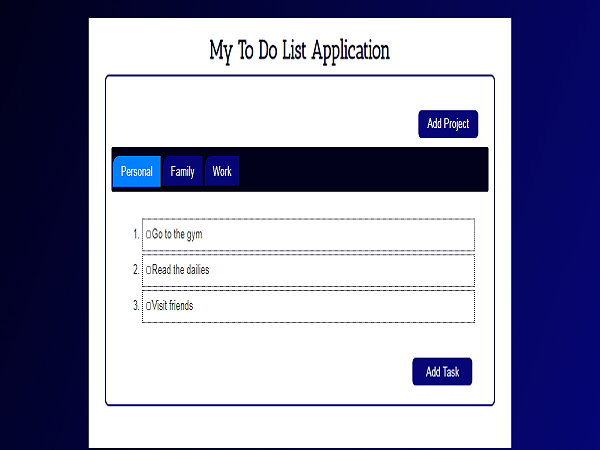 My To Do List Application
Add Project
Personal Family Work
1. Go to the gym
2. Read the dailies
3. Visit friends
Add Task